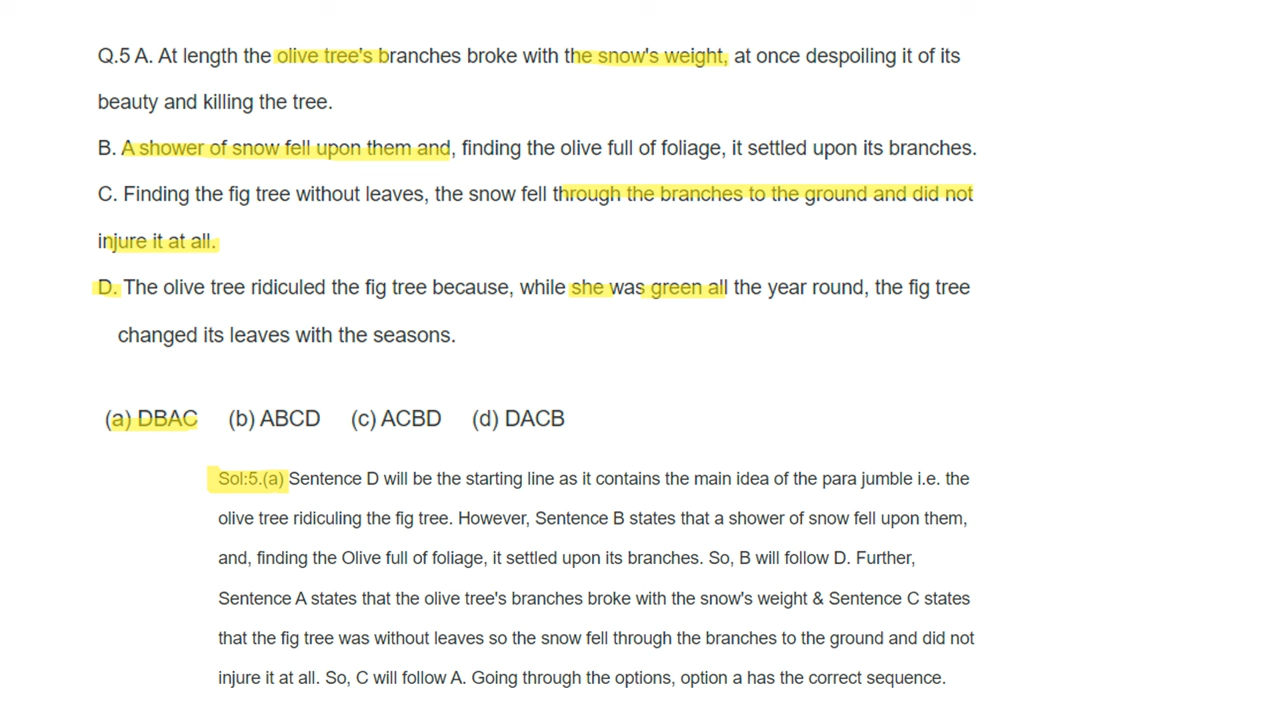 Q.5 A. At length the olive tree's branches broke with the snow's weight, at once despoiling it of its
beauty and killing the tree.
B. A shower of snow fell upon them and, finding the olive full of foliage, it settled upon its branches.
C. Finding the fig tree without leaves, the snow fell through the branches to the ground and did not
injure it at all.
D. The olive tree ridiculed the fig tree because, while she was green all the year round, the fig tree
changed its leaves with the seasons.
(a) DBAC (b) ABCD (c) ACBD (d) DACB
Sol:5.(a) Sentence D will be the starting line as it contains the main idea of the para jumble i.e. the
olive tree ridiculing the fig tree. However, Sentence B states that a shower of snow fell upon them,
and, finding the Olive full of foliage, it settled upon its branches. So, B will follow D. Further,
Sentence A states that the olive tree's branches broke with the snow's weight & Sentence C states
that the fig tree was without leaves so the snow fell through the branches to the ground and did not
injure it at all. So, C will follow A. Going through the options, option a has the correct sequence.